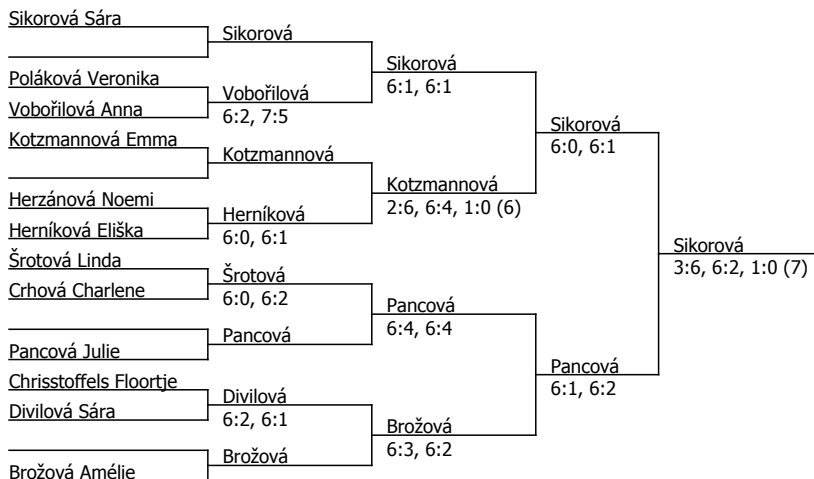 Sikorová Sára
Sikorová
Sikorová
6:1, 6:1
Poláková Veronika
Vobořilová
6:2, 7:5
Vobořilová Anna
Sikorová
6:0, 6:1
Kotzmannová Emma
Kotzmannová
Kotzmannová
2:6, 6:4, 1:0 (6)
Herzánová Noemi
Herníková
6:0, 6:1
Herníková Eliška
Sikorová
3:6, 6:2, 1:0 (7)
Šrotová Linda
Šrotová
6:0, 6:2
Crhová Charlene
Pancová
6:4, 6:4
Pancová
Pancová Julie
Pancová
6:1, 6:2
Chrisstoffels Floortje
Divilová
6:2, 6:1
Divilová Sára
Brožová
6:3, 6:2
Brožová
Brožová Amélie